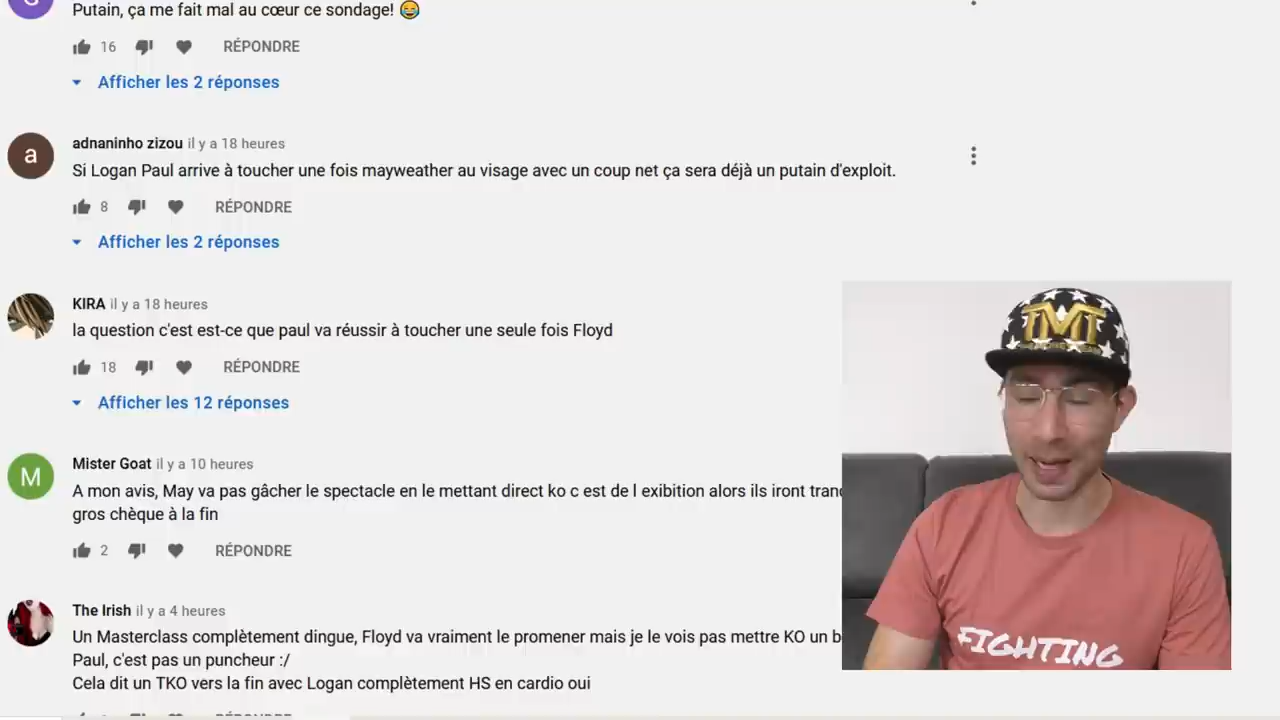 Putain, ça me fait mal au cœur ce sondage! 😂
16 RÉPONDRE
Afficher les 2 réponses
a
adnaninho zizou il y a 18 heures
Si Logan Paul arrive à toucher une fois mayweather au visage avec un coup net ça sera déjà un putain d'exploit.
8 RÉPONDRE
Afficher les 2 réponses
KIRA il y a 18 heures
la question c'est est-ce que paul va réussir à toucher une seule fois Floyd
18 RÉPONDRE
Afficher les 12 réponses
M
Mister Goat il y a 10 heures
A mon avis, May va pas gâcher le spectacle en le mettant direct ko c est de l exibition alors ils iront
gros chèque à la fin
2 RÉPONDRE
The Irish il y a 4 heures
Un Masterclass complètement dingue, Floyd va vraiment le promener mais je le vois pas mettre KO un
Paul, c'est pas un puncheur :/
Cela dit un TKO vers la fin avec Logan complètement HS en cardio oui
TMT
FIGHTING